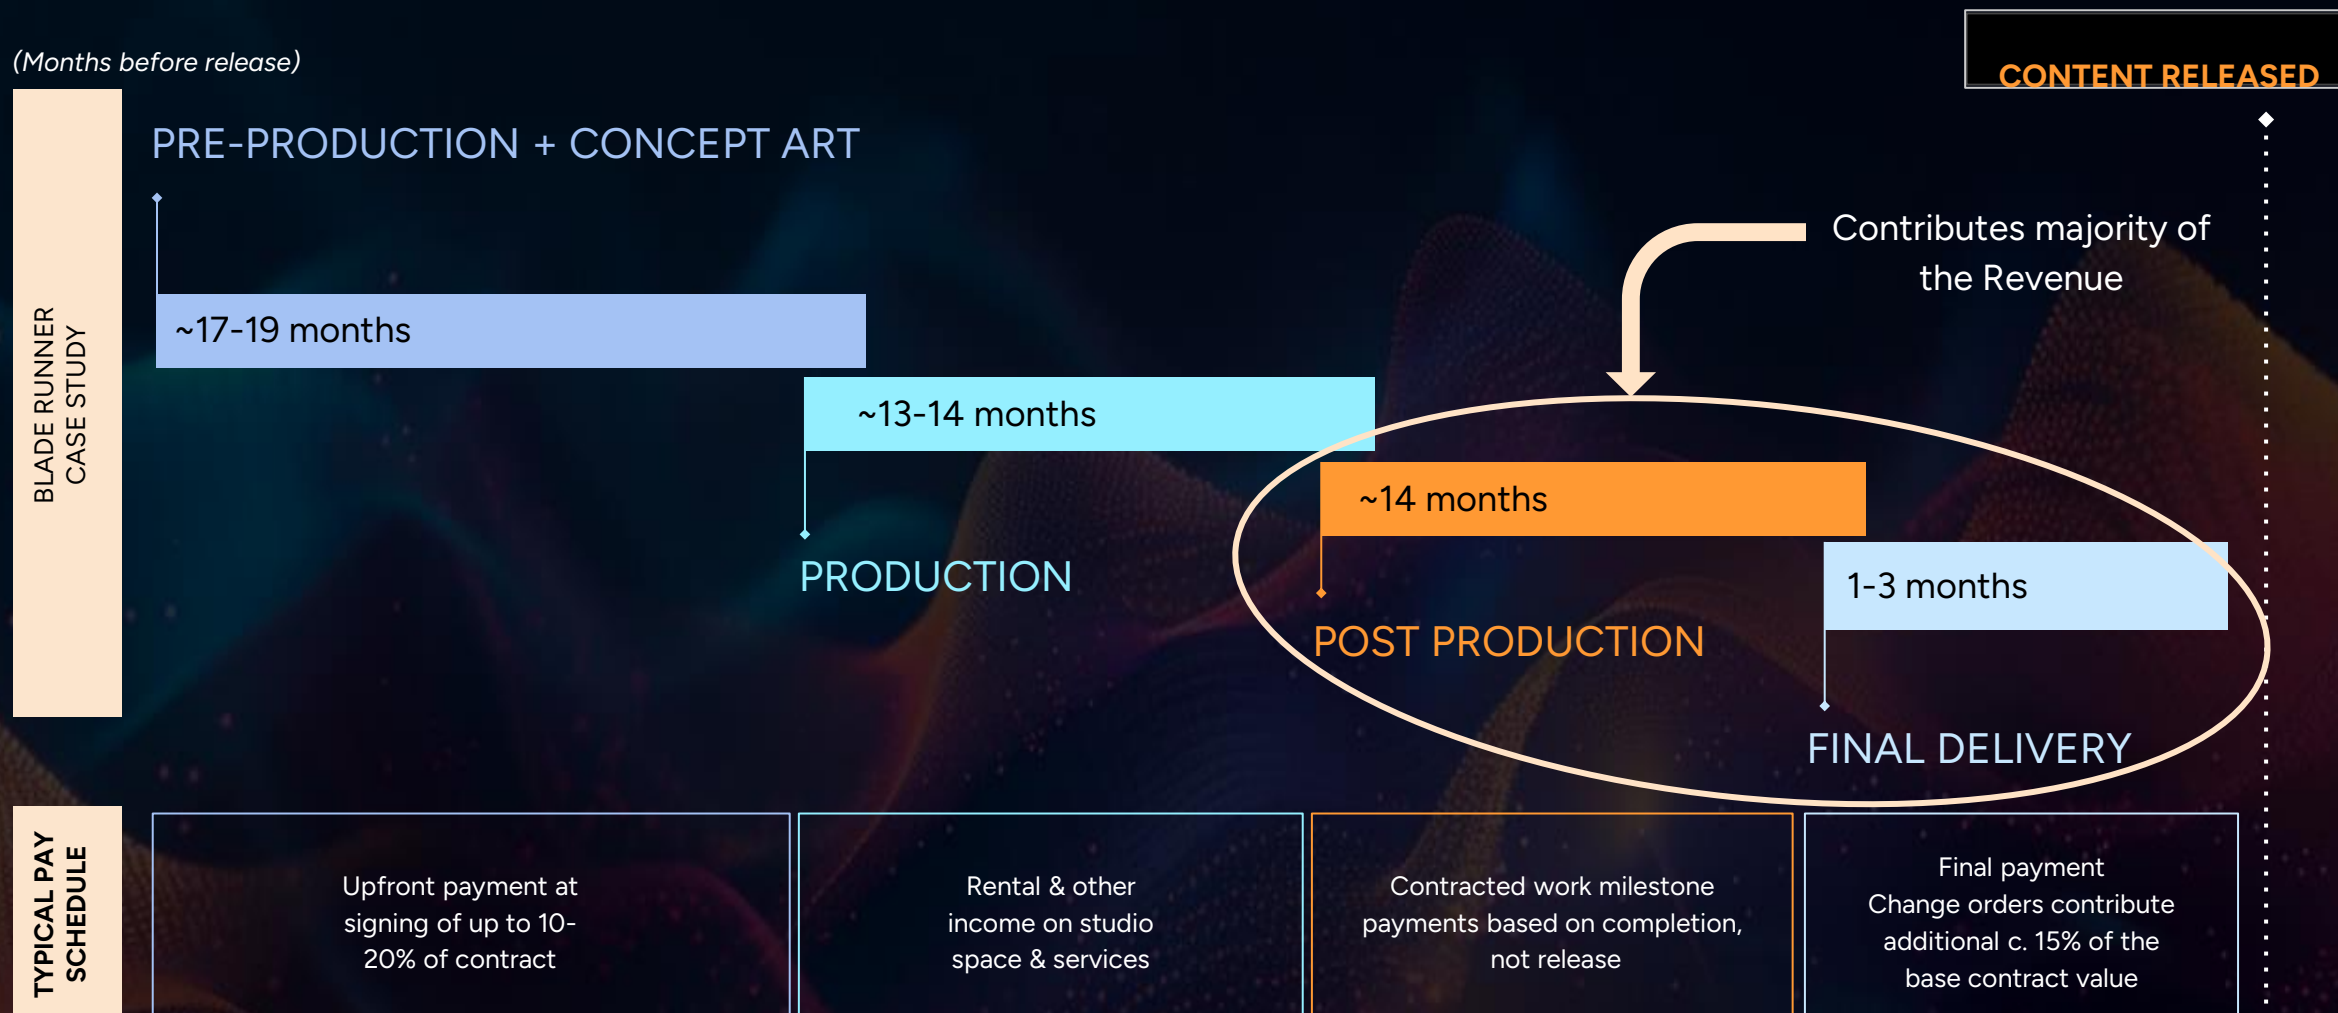 (Months before release)
CONTENT RELEASED
BLADE RUNNER
CASE STUDY
PRE-PRODUCTION + CONCEPT ART
~17-19 months
Contributes majority of
the Revenue
~13-14 months
PRODUCTION
~14 months
POST PRODUCTION
1-3 months
FINAL DELIVERY
TYPICAL PAY
SCHEDULE
Upfront payment at
signing of up to 10-
20% of contract
Rental & other
income on studio
space & services
Contracted work milestone
payments based on completion,
not release
Final payment
Change orders contribute
additional c. 15% of the
base contract value